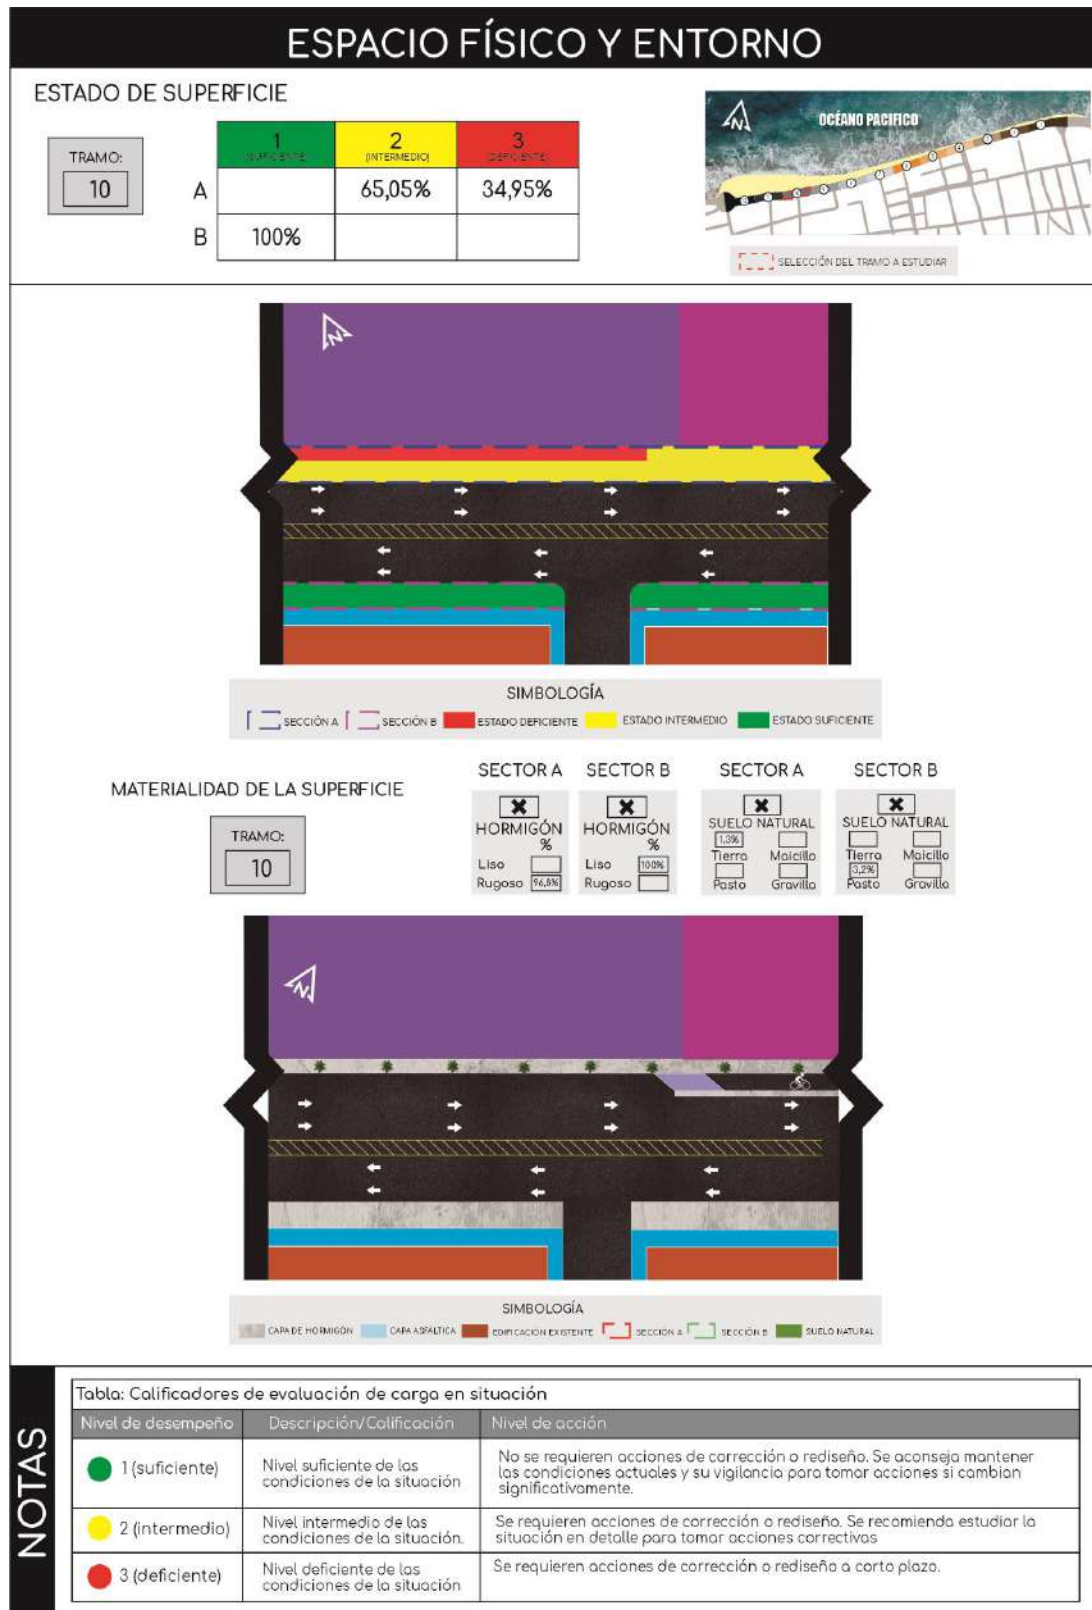 ESPACIO FÍSICO Y ENTORNO
ESTADO DE SUPERFICIE
TRAMO:
10
1
(SUFICIENTE)
2
(INTERMEDIO)
3
(DEFICIENTE)
A
65,05%
34,95%
B
100%
N
OCÉANO PACIFICO
SELECCIÓN DEL TRAMO A ESTUDIAR
N
SIMBOLOGÍA
SECCIÓN A
SECCIÓN B
ESTADO DEFICIENTE
ESTADO INTERMEDIO
ESTADO SUFICIENTE
MATERIALIDAD DE LA SUPERFICIE
TRAMO:
10
SECTOR A
HORMIGÓN
%
Liso
Rugoso 96,8%
SECTOR B
HORMIGÓN
%
Liso 100%
Rugoso
SECTOR A
SUELO NATURAL
1,3%
Tierra Maicillo
Pasto Gravilla
SECTOR B
SUELO NATURAL
Tierra Maicillo
3,2%
Pasto Gravilla
N
SIMBOLOGÍA
CAPA DE HORMIGÓN
CAPA ASFÁLTICA
EDIFICACIÓN EXISTENTE
SECCIÓN A
SECCIÓN B
SUELO NATURAL
NOTAS
Tabla: Calificadores de evaluación de carga en situación
Nivel de desempeño
Descripción/Calificación
Nivel de acción
1 (suficiente)
Nivel suficiente de las
condiciones de la situación
No se requieren acciones de corrección o rediseño. Se aconseja mantener
las condiciones actuales y su vigilancia para tomar acciones si cambian
significativamente.
2 (intermedio)
Nivel intermedio de las
condiciones de la situación.
Se requieren acciones de corrección o rediseño. Se recomienda estudiar la
situación en detalle para tomar acciones correctivas
3 (deficiente)
Nivel deficiente de las
condiciones de la situación
Se requieren acciones de corrección o rediseño a corto plazo.